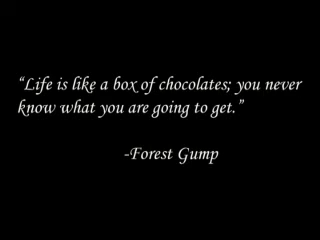 “Life is like a box of chocolates; you never
know what you are going to get.”
-Forest Gump